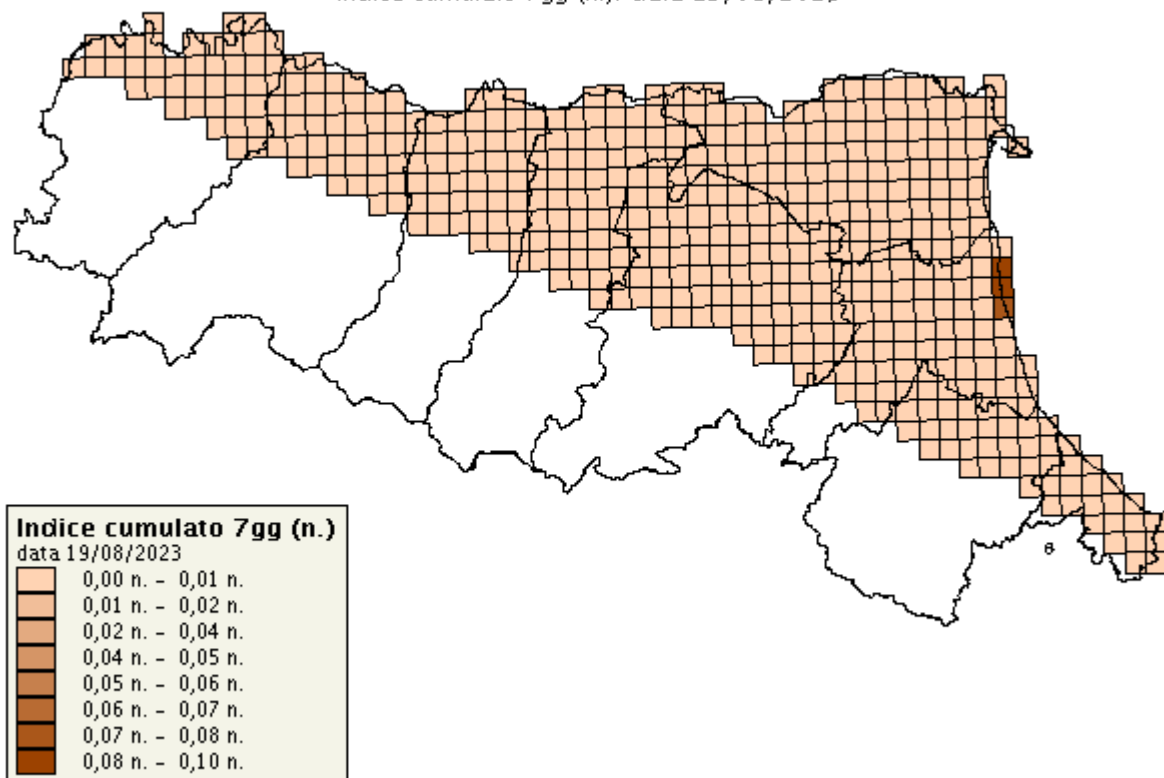 Indice cumulato 7gg (n.)
data 19/08/2023
0,00 n. - 0,01 n.
0,01 n. - 0,02 n.
0,02 n. - 0,04 n.
0,04 n. - 0,05 n.
0,05 n. - 0,06 n.
0,06 n. - 0,07 n.
0,07 n. - 0,08 n.
0,08 n. - 0,10 n.